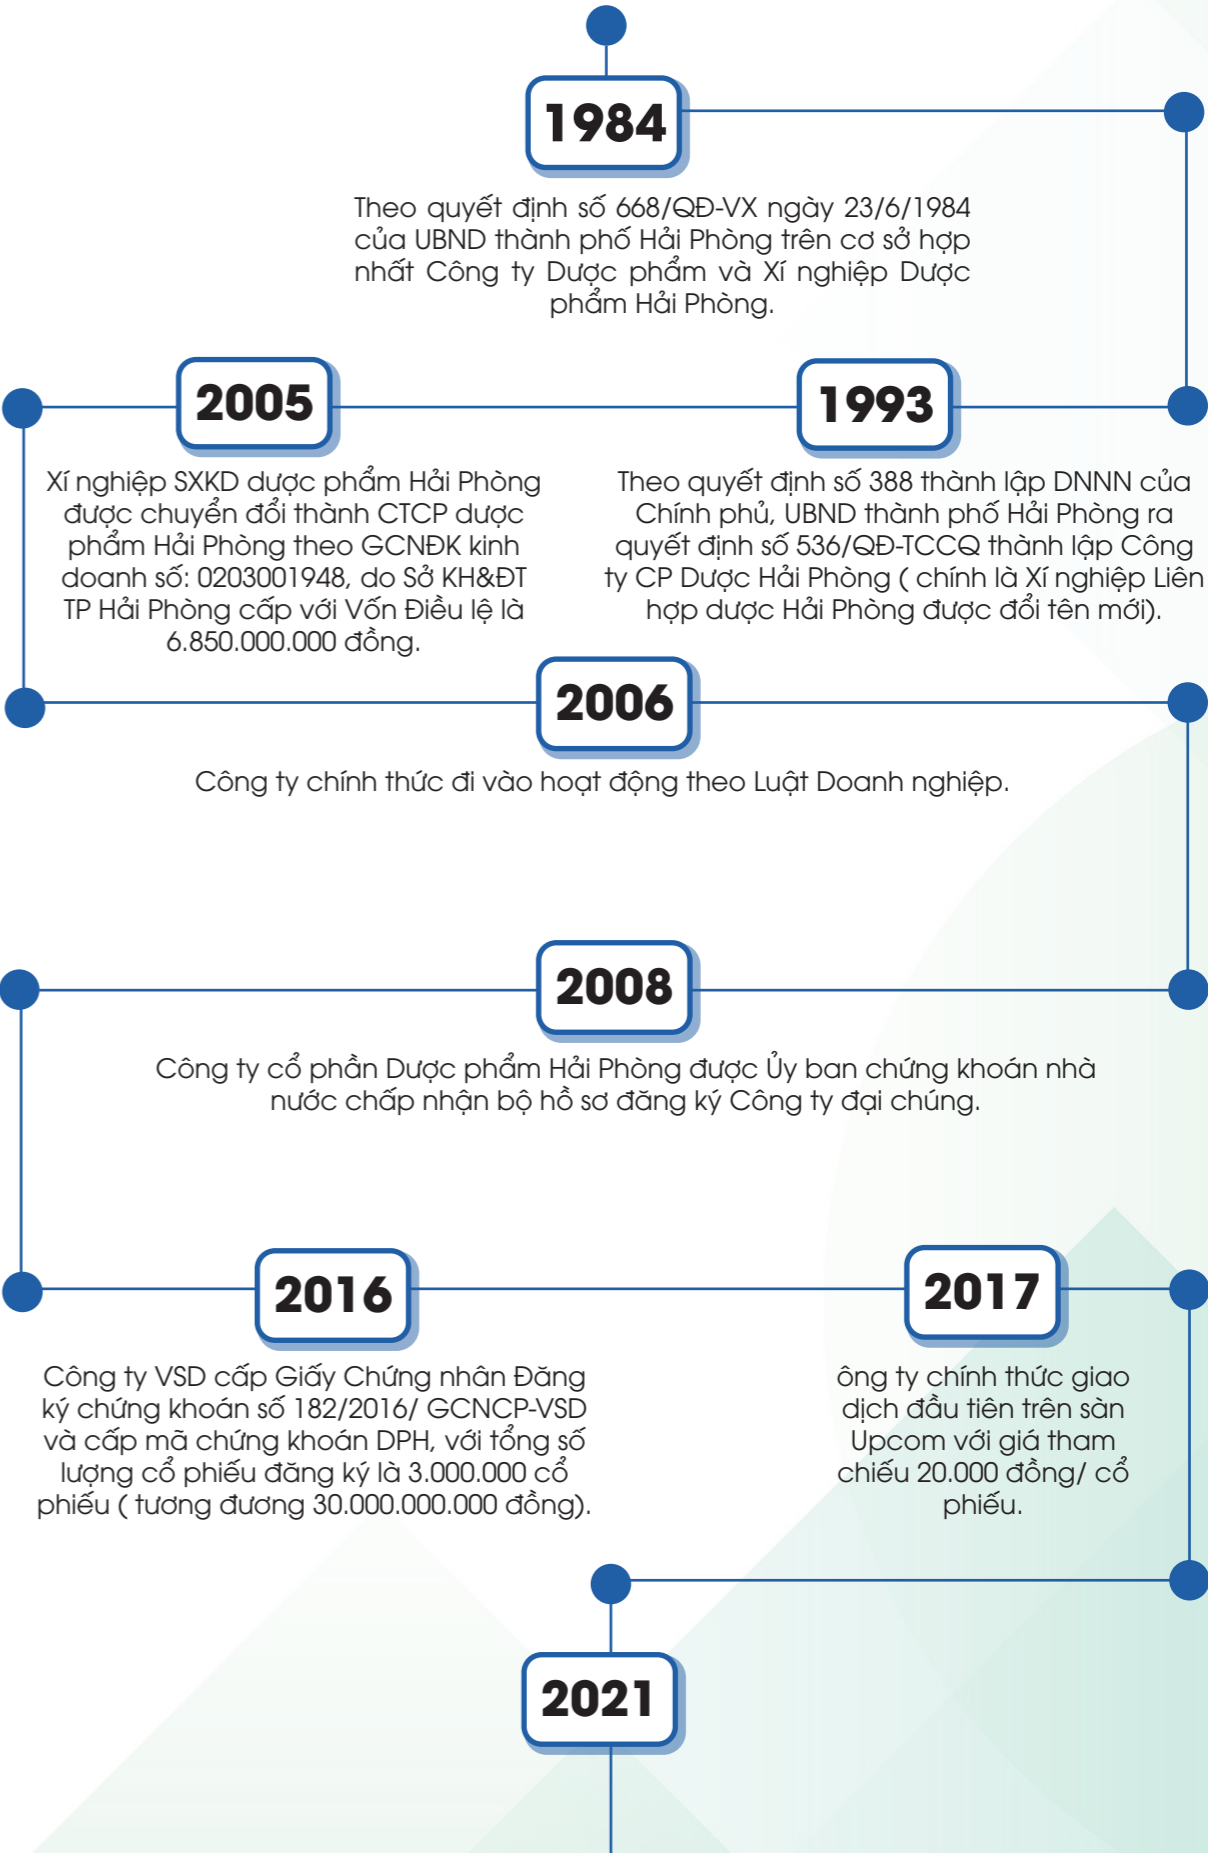 1984
Theo quyết định số 668/QĐ-VX ngày 23/6/1984
của UBND thành phố Hải Phòng trên cơ sở hợp
nhất Công ty Dược phẩm và Xí nghiệp Dược
phẩm Hải Phòng.
1993
Theo quyết định số 388 thành lập DNNN của
Chính phủ, UBND thành phố Hải Phòng ra
quyết định số 536/QĐ-TCCQ thành lập Công
ty CP Dược Hải Phòng ( chính là Xí nghiệp Liên
hợp dược Hải Phòng được đổi tên mới).
2005
Xí nghiệp SXKD dược phẩm Hải Phòng
được chuyển đổi thành CTCP dược
phẩm Hải Phòng theo GCNĐK kinh
doanh số: 0203001948, do Sở KH&ĐT
TP Hải Phòng cấp với Vốn Điều lệ là
6.850.000.000 đồng.
2006
Công ty chính thức đi vào hoạt động theo Luật Doanh nghiệp.
2008
Công ty cổ phần Dược phẩm Hải Phòng được Ủy ban chứng khoán nhà
nước chấp nhận bộ hồ sơ đăng ký Công ty đại chúng.
2016
Công ty VSD cấp Giấy Chứng nhân Đăng
ký chứng khoán số 182/2016/ GCNCP-VSD
và cấp mã chứng khoán DPH, với tổng số
lượng cổ phiếu đăng ký là 3.000.000 cổ
phiếu ( tương đương 30.000.000.000 đồng).
2017
ông ty chính thức giao
dịch đầu tiên trên sàn
Upcom với giá tham
chiếu 20.000 đồng/ cổ
phiếu.
2021